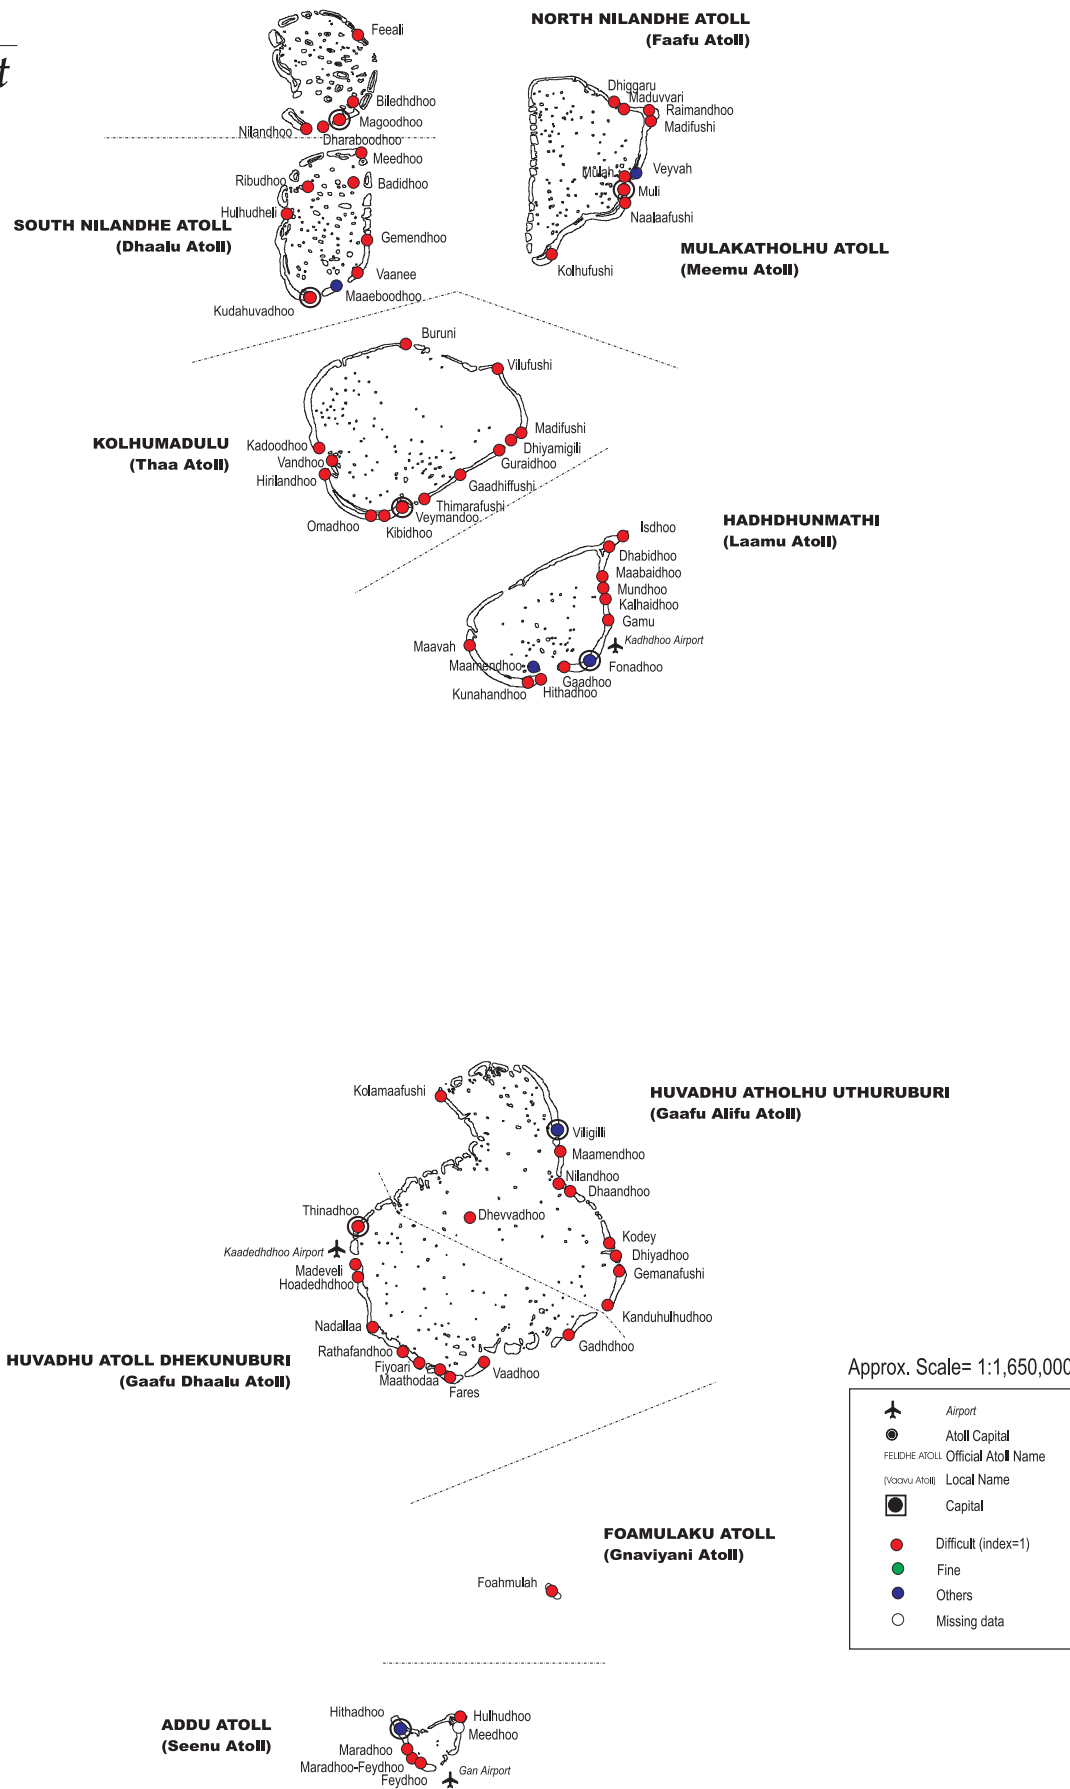 t
NORTH NILANDHE ATOLL
(Faafu Atoll)
Feeali
Biledhdhoo
Magoodhoo
Nilandhoo
Dharaboodhoo
Dhiggaru
Maduvvari
Raimandhoo
Madifushi
Veyvah
Mulah
Muli
Naalaafushi
Kolhufushi
MULAKATHOLHU ATOLL
(Meemu Atoll)
Meedhoo
Ribudhoo
Badidhoo
Hulhudheli
SOUTH NILANDHE ATOLL
(Dhaalu Atoll)
Gemendhoo
Vaanee
Maaeboodhoo
Kudahuvadhoo
Buruni
Vilufushi
KOLHUMADULU
(Thaa Atoll)
Madifushi
Dhiyamigili
Guraidhoo
Kadoodhoo
Vandhoo
Hirilandhoo
Gaadhiffushi
Thimarafushi
Veymandoo
Omadhoo
Kibidhoo
HADHDHUNMATHI
(Laamu Atoll)
Isdhoo
Dhabidhoo
Maabaidhoo
Mundhoo
Kalhaidhoo
Gamu
Kadhdhoo Airport
Maavah
Maamendhoo
Fonadhoo
Gaadhoo
Hithadhoo
Kunahandhoo
Kolamaafushi
HUVADHU ATHOLHU UTHURUBURI
(Gaafu Alifu Atoll)
Viligilli
Maamendhoo
Nilandhoo
Dhaandhoo
Thinadhoo
Dhevvadhoo
Kodey
Kaadedhdhoo Airport
Dhiyadhoo
Madeveli
Gemanafushi
Hoadedhdhoo
Kanduhulhudhoo
Nadallaa
Gadhdhoo
Rathafandhoo
HUVADHU ATOLL DHEKUNUBURI
(Gaafu Dhaalu Atoll)
Fiyoari
Vaadhoo
Maathodaa
Fares
Approx. Scale= 1:1,650,000
Airport
Atoll Capital
FELIDHE ATOLL Official Atoll Name
(Vaavu Atoll) Local Name
Capital
Difficult (index=1)
Fine
Others
Missing data
FOAMULAKU ATOLL
(Gnaviyani Atoll)
Foahmulah
ADDU ATOLL
(Seenu Atoll)
Hithadhoo
Hulhudhoo
Meedhoo
Maradhoo
Maradhoo-Feydhoo
Feydhoo
Gan Airport